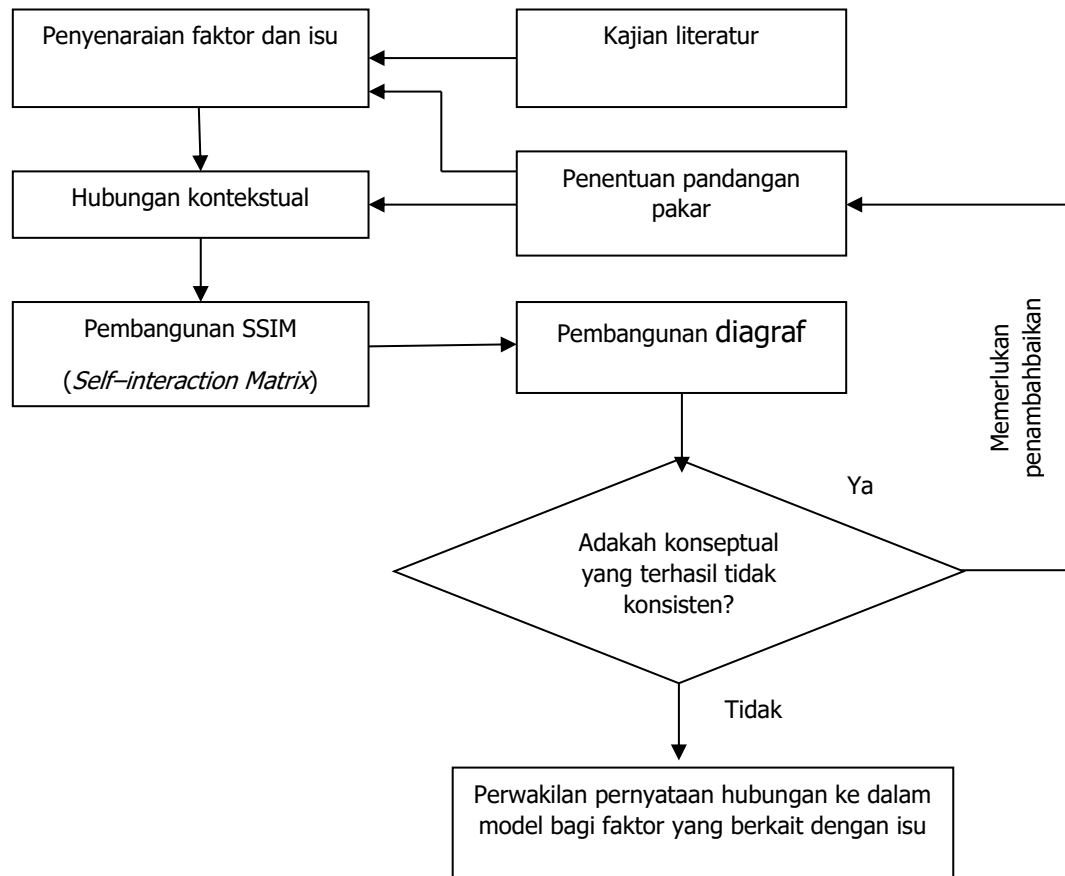 Penyenaraian faktor dan isu
Kajian literatur
Hubungan kontekstual
Penentuan pandangan
pakar
Pembangunan SSIM
(Self–interaction Matrix)
Pembangunan diagraf
Memerlukan
penambahbaikan
Ya
Adakah konseptual
yang terhasil tidak
konsisten?
Tidak
Perwakilan pernyataan hubungan ke dalam
model bagi faktor yang berkait dengan isu